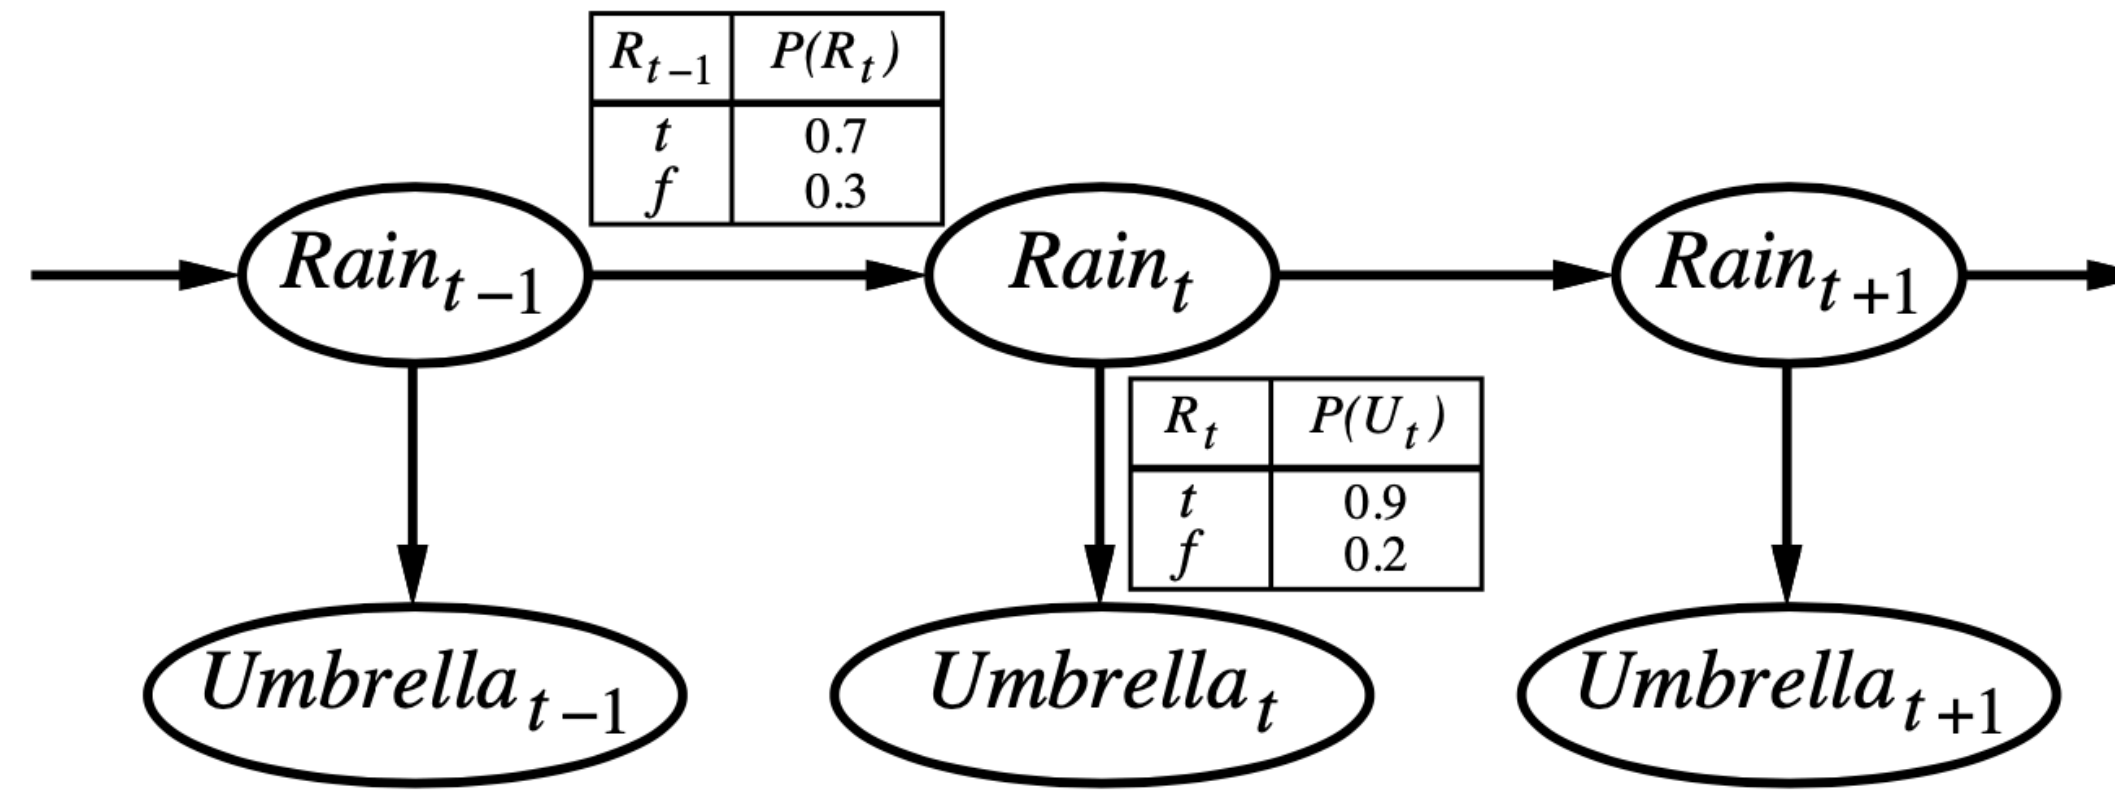 R_{t-1} P(R_t)
t 0.7
f 0.3
Rain_{t-1} Rain_t Rain_{t+1}
R_t P(U_t)
t 0.9
f 0.2
Umbrella_{t-1} Umbrella_t Umbrella_{t+1}